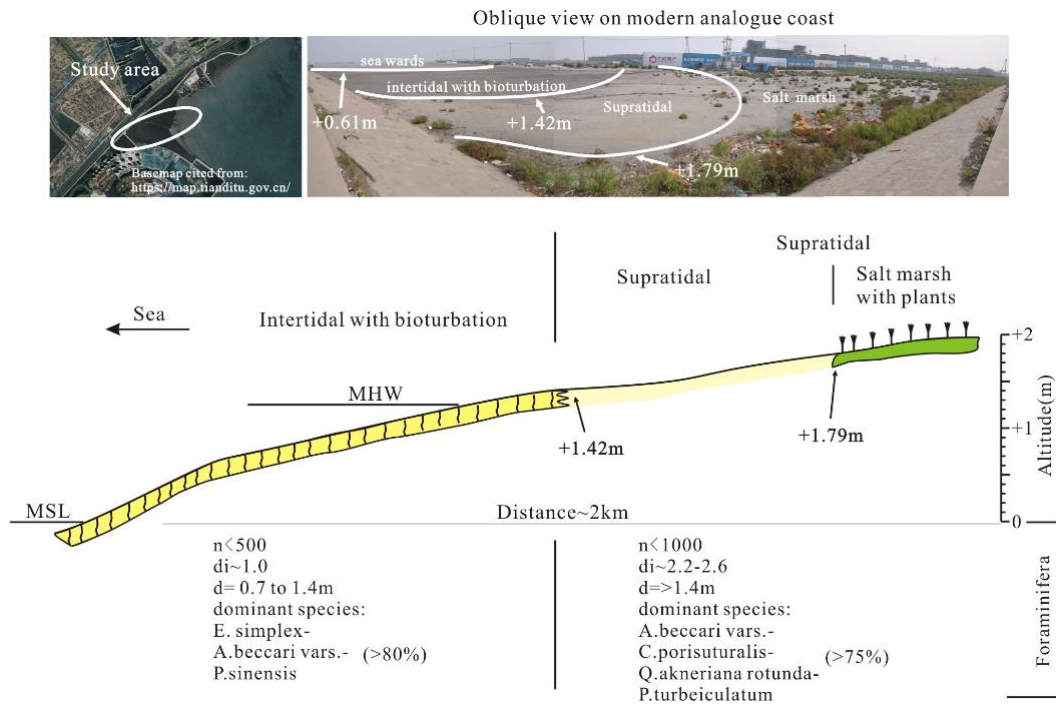 Oblique view on modern analogue coast
Study area
Basemap cited from:
https://map.tianditu.gov.cn/
sea wards
intertidal with bioturbation
+0.61m
+1.42m
Supratidal
Salt marsh
+1.79m
Supratidal
Supratidal
Salt marsh
with plants
Sea
Intertidal with bioturbation
MHW
+1.42m
+1.79m
MSL
Distance~2km
+2
+1
0
Altitude(m)
n<500
di~1.0
d= 0.7 to 1.4m
dominant species:
E. simplex-
A.beccari vars.- (>80%)
P.sinensis
n<1000
di~2.2-2.6
d=>1.4m
dominant species:
A.beccari vars.-
C.porisuturalis- (>75%)
Q.akneriana rotunda-
P.turbeiculatum
Foraminifera